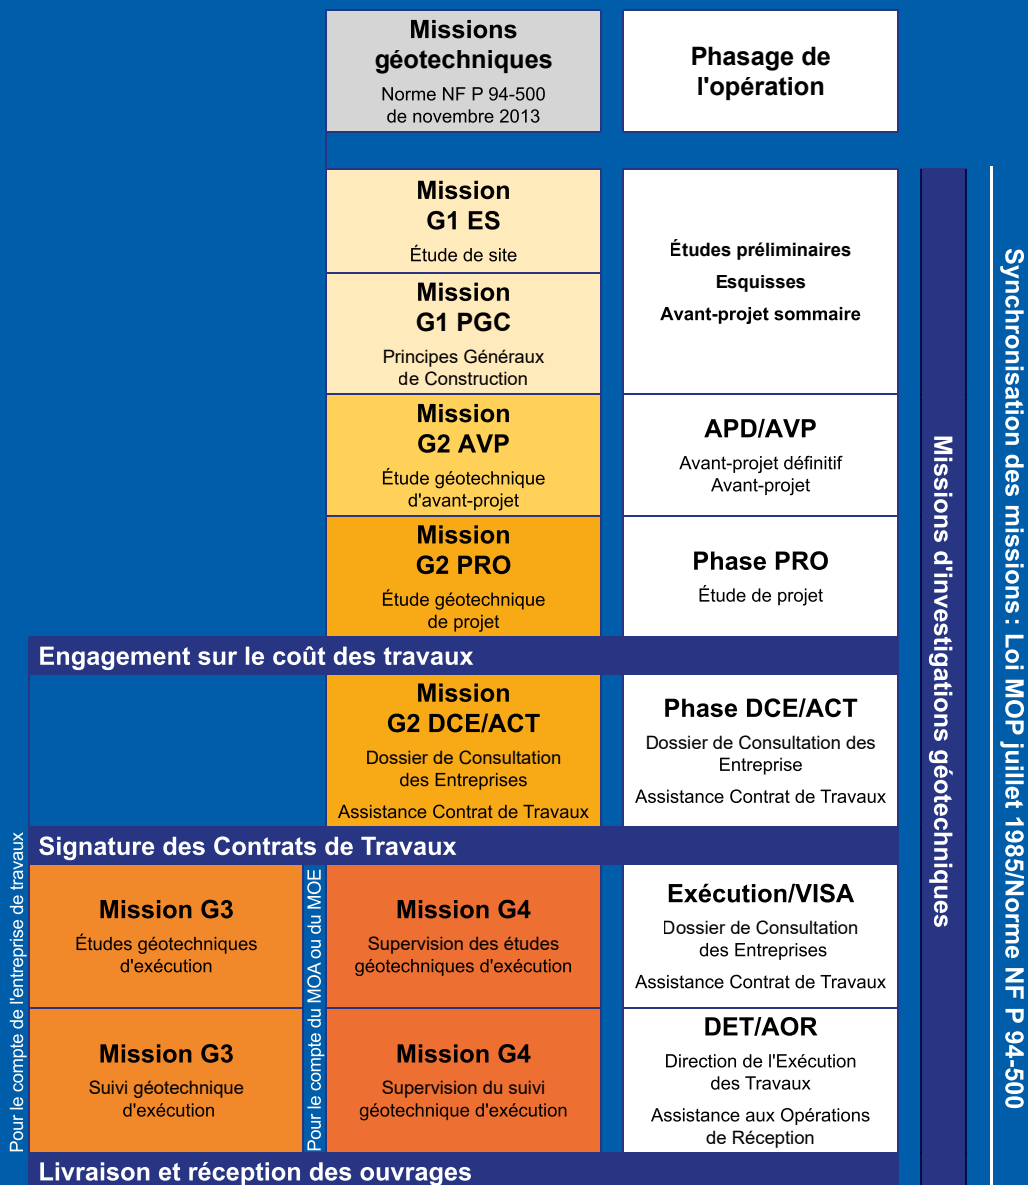 Missions
géotechniques
Norme NF P 94-500
de novembre 2013
Phasage de
l'opération
Mission
G1 ES
Étude de site
Mission
G1 PGC
Principes Généraux
de Construction
Études préliminaires
Esquisses
Avant-projet sommaire
Mission
G2 AVP
Étude géotechnique
d'avant-projet
APD/AVP
Avant-projet définitif
Avant-projet
Mission
G2 PRO
Étude géotechnique
de projet
Phase PRO
Étude de projet
Engagement sur le coût des travaux
Mission
G2 DCE/ACT
Dossier de Consultation
des Entreprises
Assistance Contrat de Travaux
Phase DCE/ACT
Dossier de Consultation des
Entreprise
Assistance Contrat de Travaux
Signature des Contrats de Travaux
Pour le compte de l'entreprise de travaux
Mission G3
Études géotechniques
d'exécution
Pour le compte du MOA ou du MOE
Mission G4
Supervision des études
géotechniques d'exécution
Exécution/VISA
Dossier de Consultation
des Entreprises
Assistance Contrat de Travaux
Mission G3
Suivi géotechnique
d'exécution
Mission G4
Supervision du suivi
géotechnique d'exécution
DET/AOR
Direction de l'Exécution
des Travaux
Assistance aux Opérations
de Réception
Livraison et réception des ouvrages
Missions d'investigations géotechniques
Synchronisation des missions : Loi MOP juillet 1985/Norme NF P 94-500